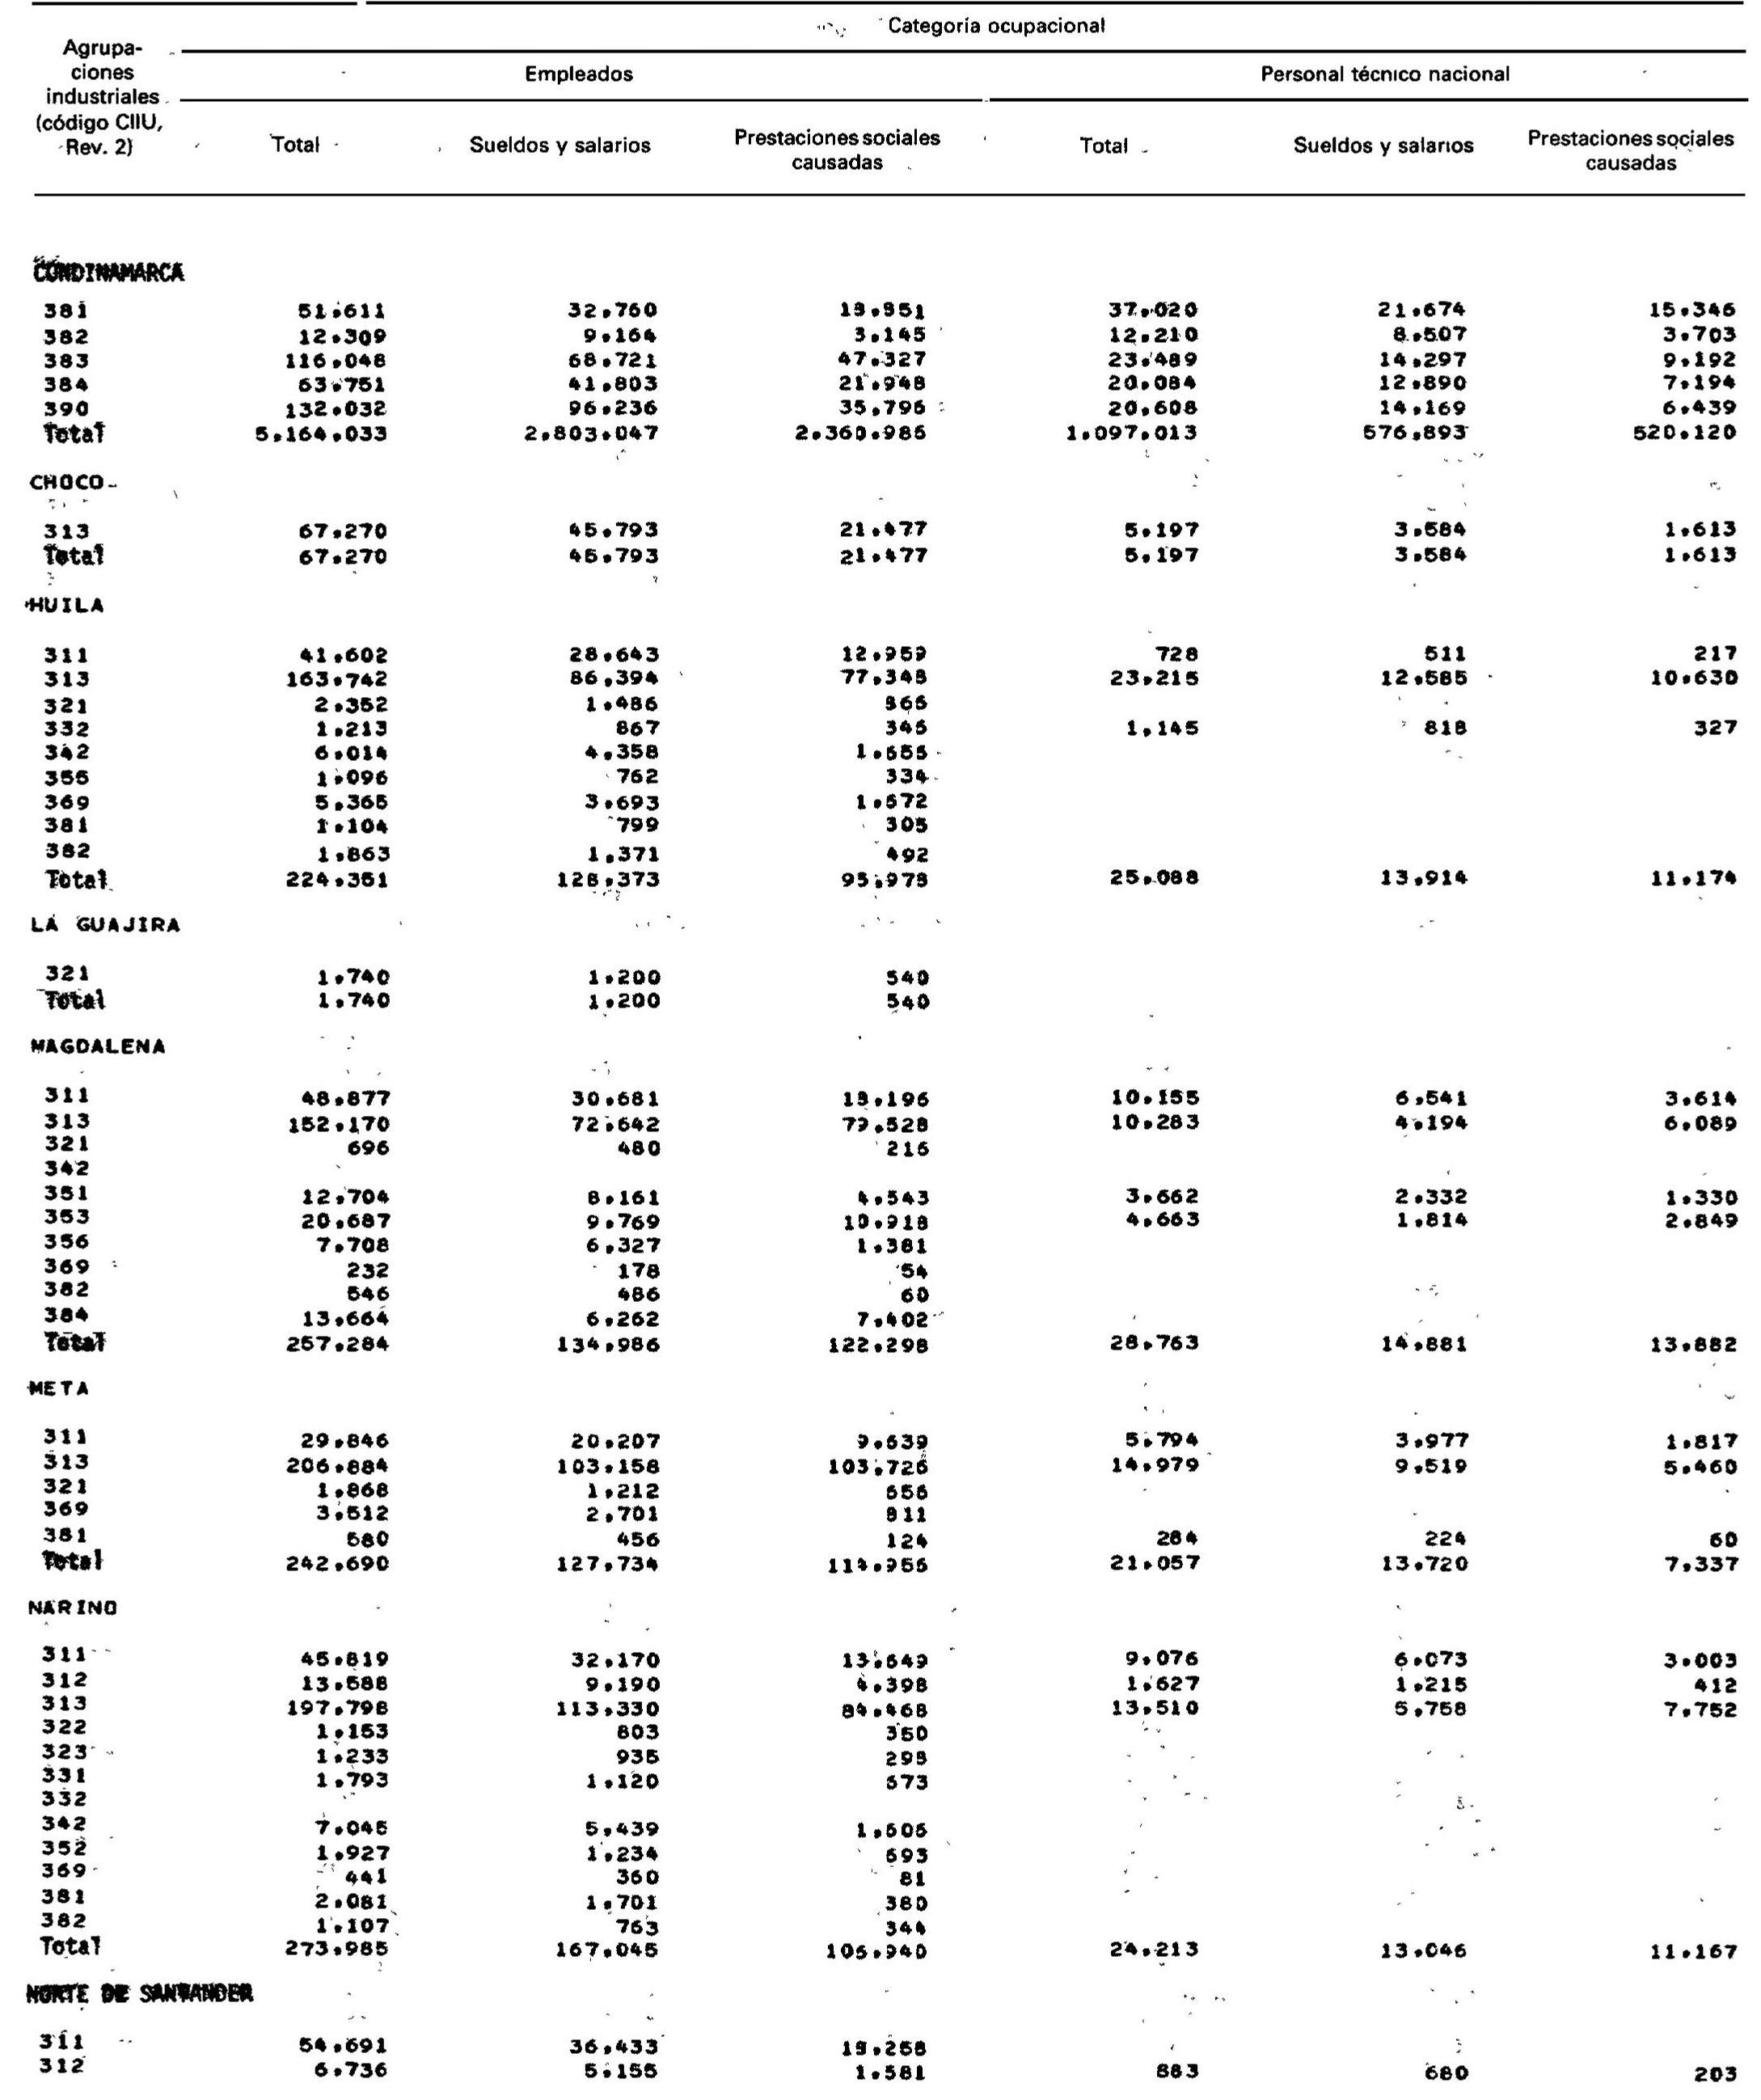 Categoría ocupacional
Agrupa-
ciones
industriales
(código CIIU,
Rev. 2)
Empleados Personal técnico nacional
Total Sueldos y salarios Prestaciones sociales causadas Total Sueldos y salarios Prestaciones sociales causadas
CUNDINAMARCA
381 51.611 32.760 18.851 37.020 21.674 15.346
382 12.309 9.164 3.145 12.210 8.507 3.703
383 116.048 68.721 47.327 23.489 14.297 9.192
384 63.751 41.803 21.948 20.084 12.890 7.194
390 132.032 96.236 35.796 20.608 14.169 6.439
Total 5.164.033 2.803.047 2.360.986 1.097.013 576.893 520.120
CHOCO
313 67.270 45.793 21.477 5.197 3.584 1.613
Total 67.270 45.793 21.477 5.197 3.584 1.613
HUILA
311 41.602 28.643 12.959 728 511 217
313 163.742 86.394 77.348 23.215 12.585 10.630
321 2.352 1.486 866
332 1.213 867 346 1.145 818 327
342 6.014 4.358 1.656
355 1.096 762 334
369 5.365 3.693 1.672
381 1.104 799 305
382 1.863 1.371 492
Total 224.351 128.373 95.978 25.088 13.914 11.174
LA GUAJIRA
321 1.740 1.200 540
Total 1.740 1.200 540
MAGDALENA
311 48.877 30.681 18.196 10.155 6.541 3.614
313 152.170 72.642 79.528 10.283 4.194 6.089
321 696 480 216
342
351 12.704 8.161 4.543 3.662 2.332 1.330
353 20.687 9.769 10.918 4.663 1.814 2.849
356 7.708 6.327 1.381
369 232 178 54
382 546 486 60
384 13.664 6.262 7.402
Total 257.284 134.986 122.298 28.763 14.881 13.882
META
311 29.846 20.207 9.639 5.794 3.977 1.817
313 206.884 103.158 103.726 14.979 9.519 5.460
321 1.868 1.212 656
369 3.512 2.701 811
381 580 456 124 284 224 60
Total 242.690 127.734 114.956 21.057 13.720 7.337
NARINO
311 45.819 32.170 13.649 9.076 6.073 3.003
312 13.588 9.190 4.398 1.627 1.215 412
313 197.798 113.330 84.468 13.510 5.758 7.752
322 1.153 803 350
323 1.233 935 298
331 1.793 1.120 673
332
342 7.045 5.439 1.606
352 1.927 1.234 693
369 441 360 81
381 2.081 1.701 380
382 1.107 763 344
Total 273.985 167.045 106.940 24.213 13.046 11.167
NORTE DE SANTANDER
311 54.691 36.433 18.258
312 6.736 5.155 1.581 883 680 203